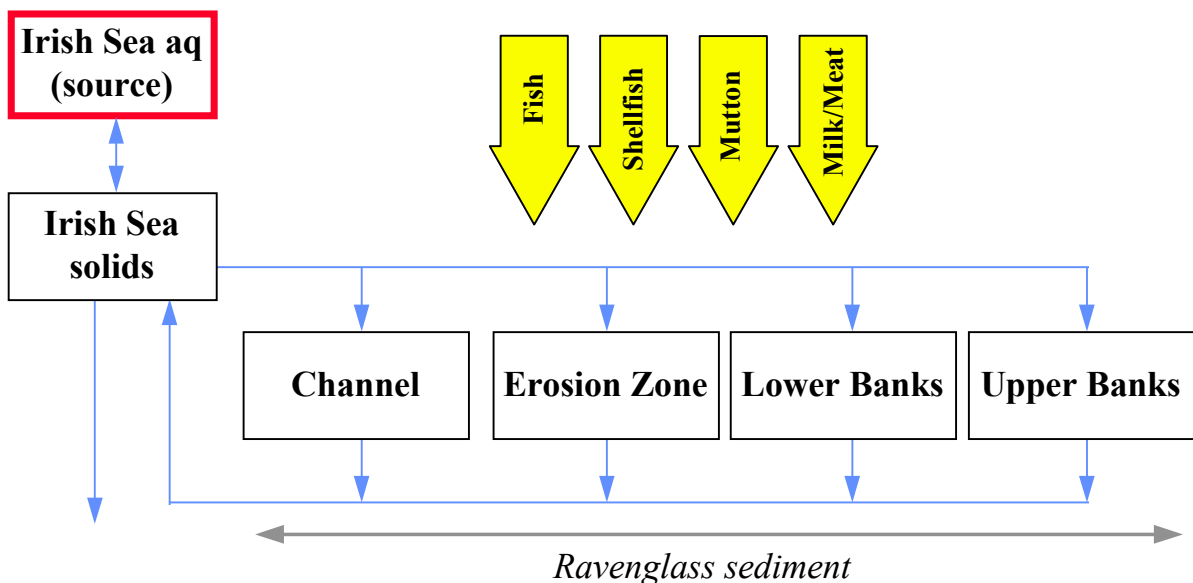 Irish Sea aq
(source)
Fish
Shellfish
Mutton
Milk/Meat
Irish Sea
solids
Channel
Erosion Zone
Lower Banks
Upper Banks
Ravenglass sediment